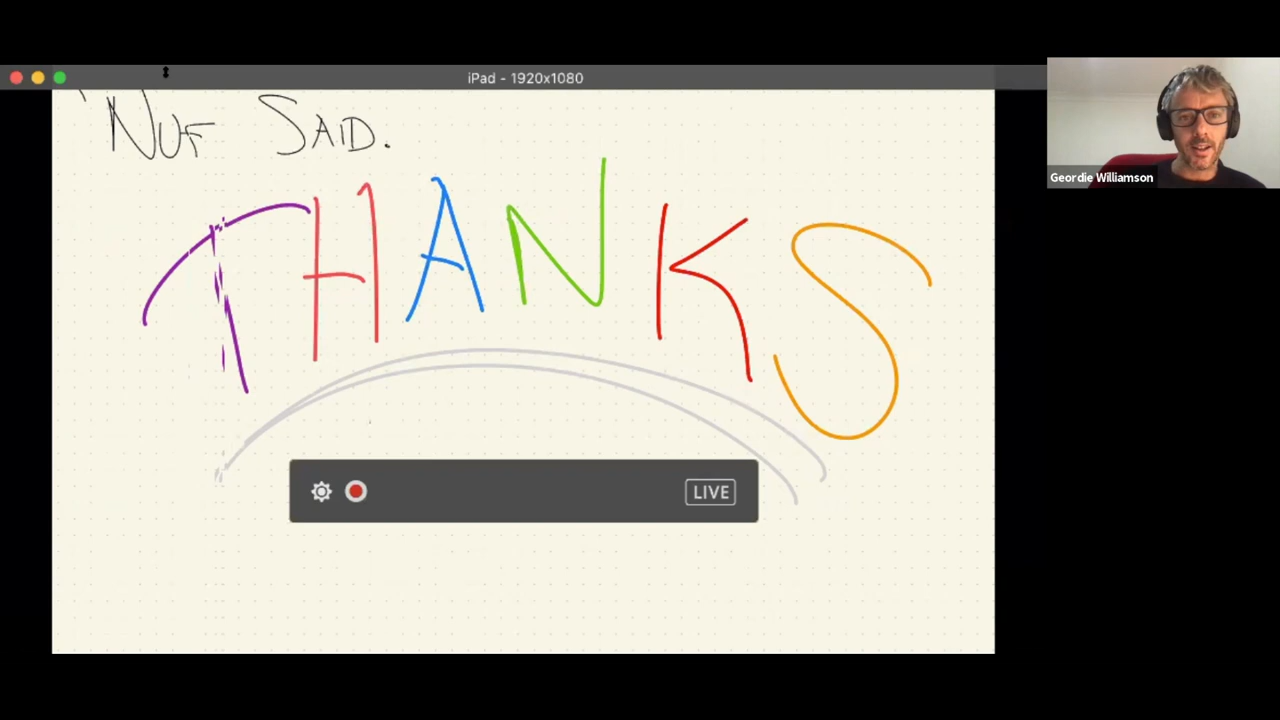 iPad - 1920x1080
'NUF SAID.
THANKS
LIVE
Geordie Williamson